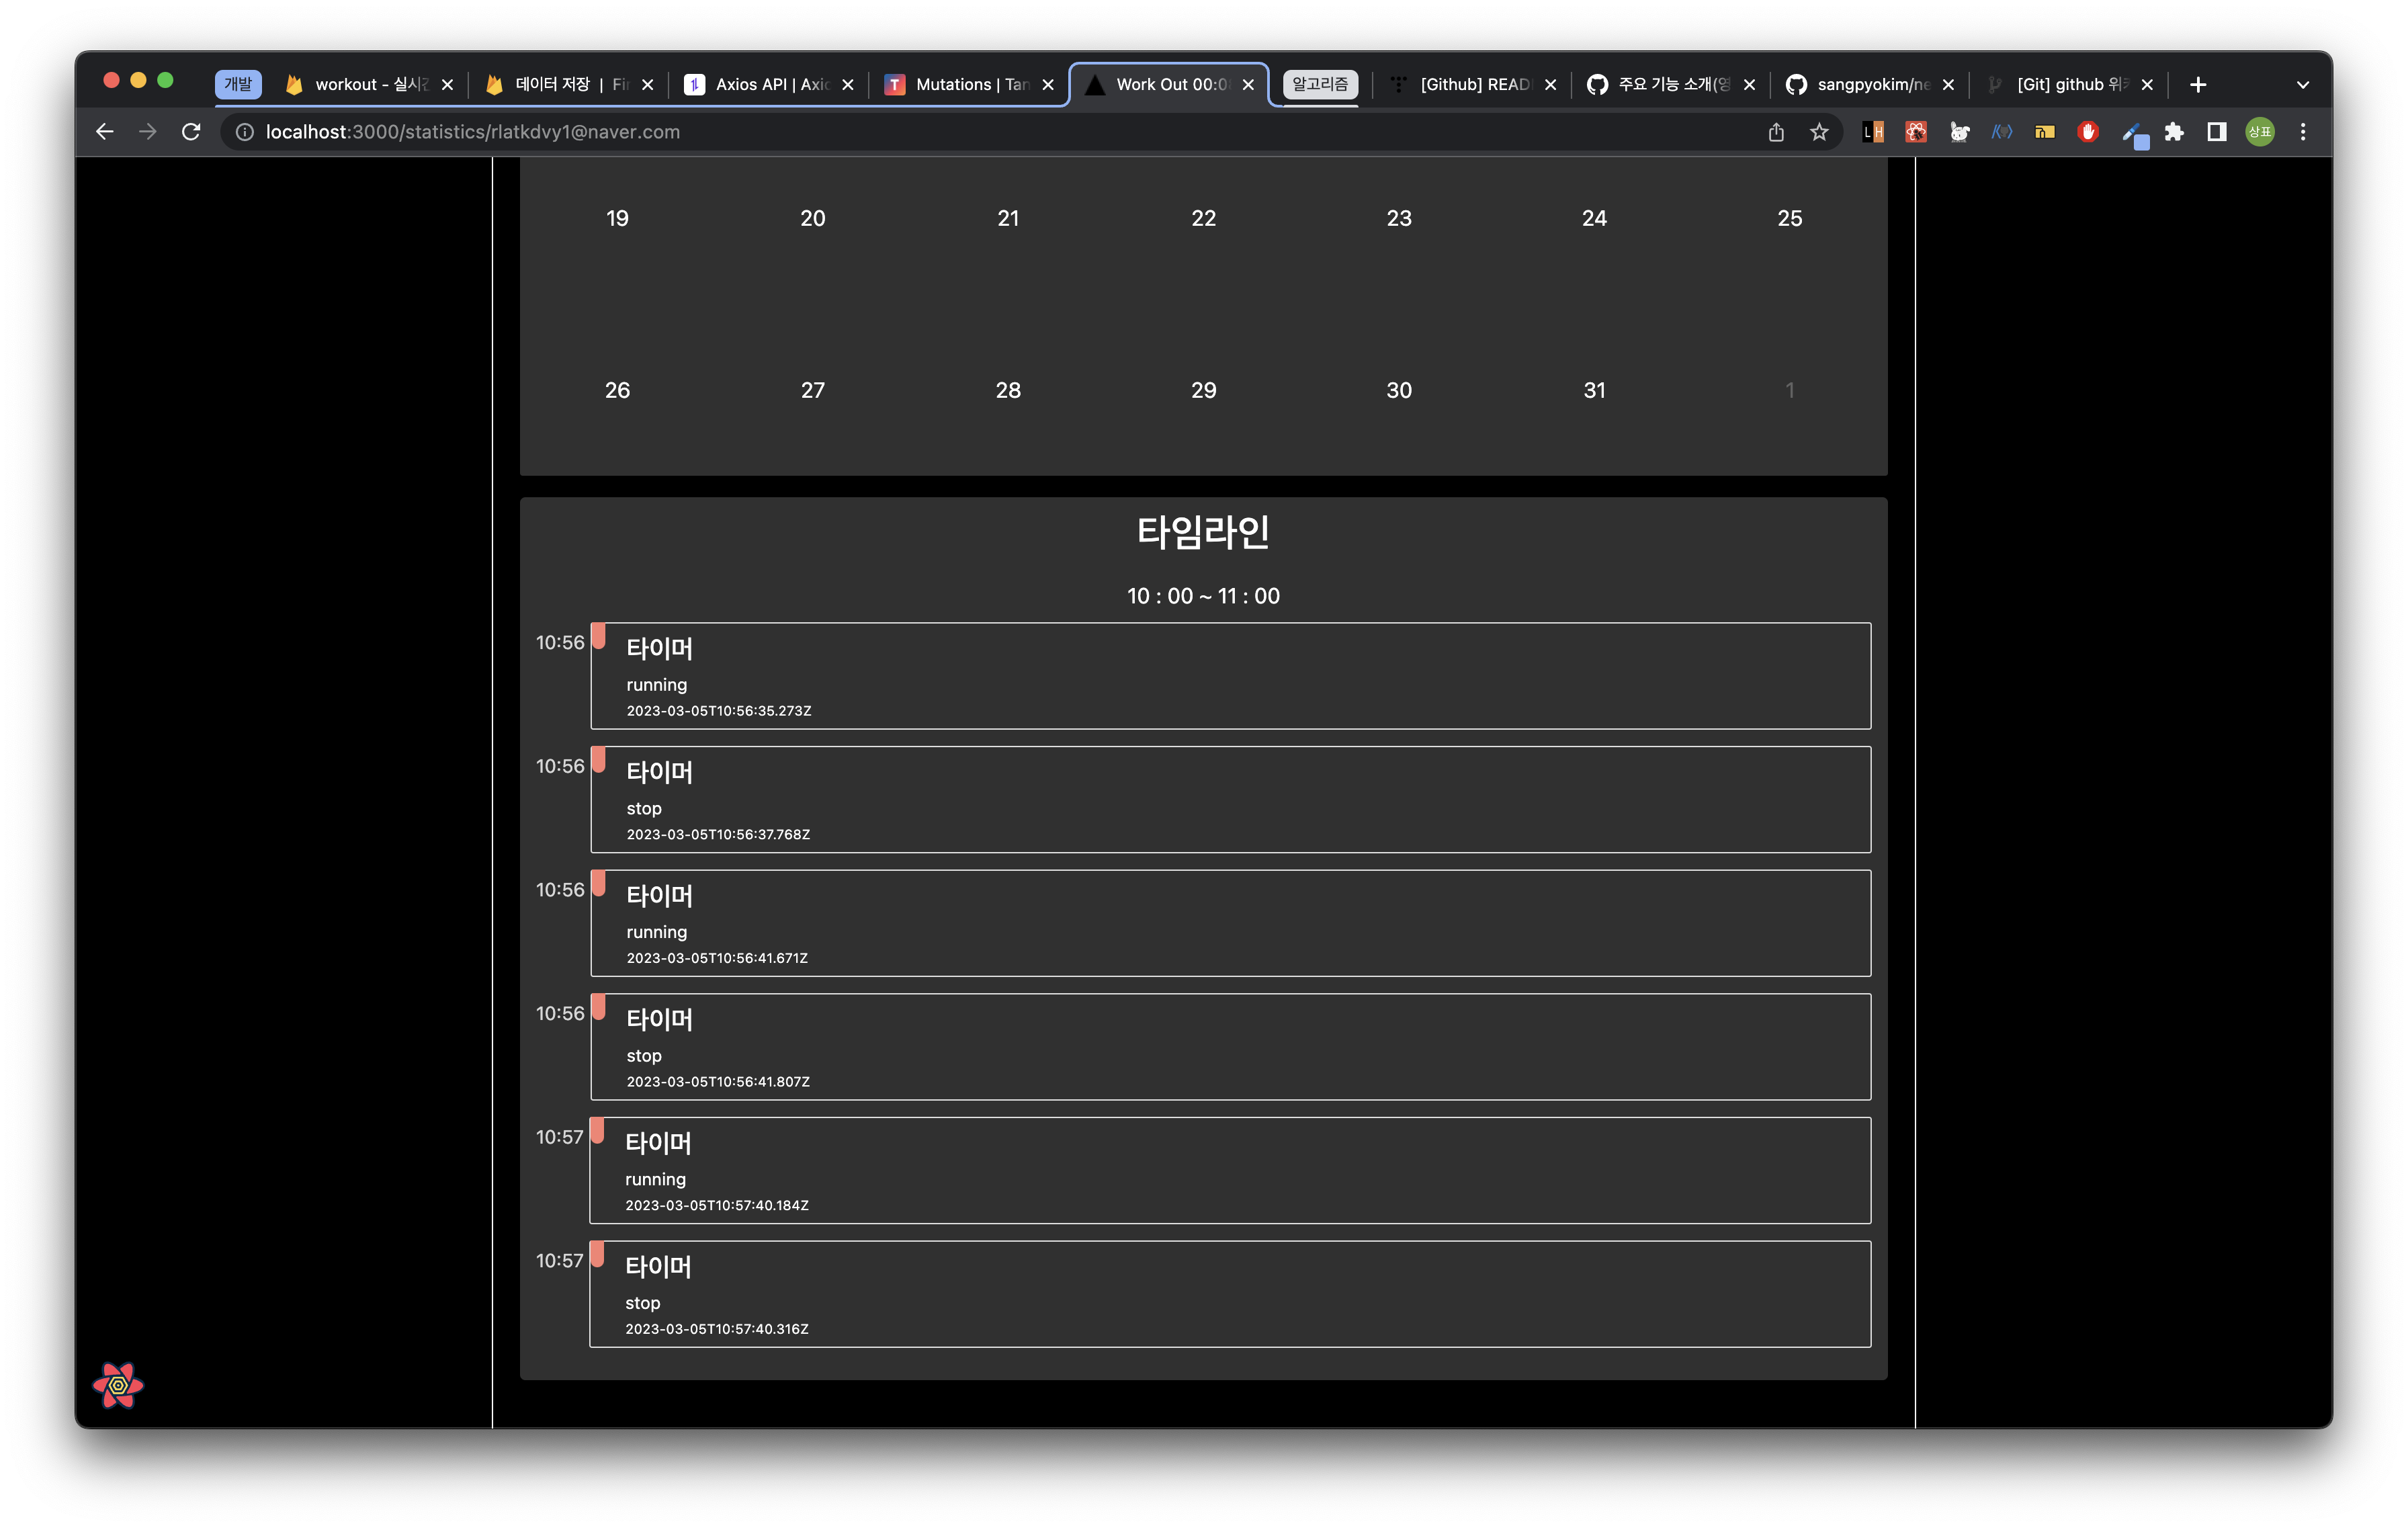 개발
workout - 실시간
데이터 저장 | Fir
Axios API | Axio
Mutations | Tan
Work Out 00:0
알고리즘
[Github] READ
주요 기능 소개(영
sangpyokim/ne
[Git] github 위키
localhost:3000/statistics/rlatkdvy1@naver.com
L H
상표
19 20 21 22 23 24 25
26 27 28 29 30 31 1
타임라인
10 : 00 ~ 11 : 00
10:56
타이머
running
2023-03-05T10:56:35.273Z
10:56
타이머
stop
2023-03-05T10:56:37.768Z
10:56
타이머
running
2023-03-05T10:56:41.671Z
10:56
타이머
stop
2023-03-05T10:56:41.807Z
10:57
타이머
running
2023-03-05T10:57:40.184Z
10:57
타이머
stop
2023-03-05T10:57:40.316Z